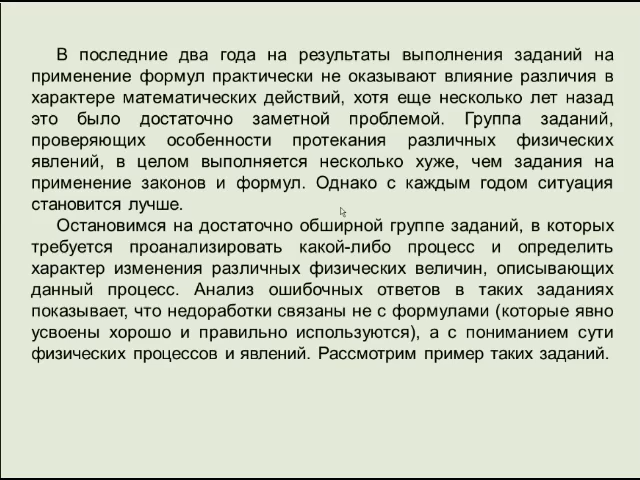 В последние два года на результаты выполнения заданий на
применение формул практически не оказывают влияние различия в
характере математических действий, хотя еще несколько лет назад
это было достаточно заметной проблемой. Группа заданий,
проверяющих особенности протекания различных физических
явлений, в целом выполняется несколько хуже, чем задания на
применение законов и формул. Однако с каждым годом ситуация
становится лучше.
Остановимся на достаточно обширной группе заданий, в которых
требуется проанализировать какой-либо процесс и определить
характер изменения различных физических величин, описывающих
данный процесс. Анализ ошибочных ответов в таких заданиях
показывает, что недоработки связаны не с формулами (которые явно
усвоены хорошо и правильно используются), а с пониманием сути
физических процессов и явлений. Рассмотрим пример таких заданий.